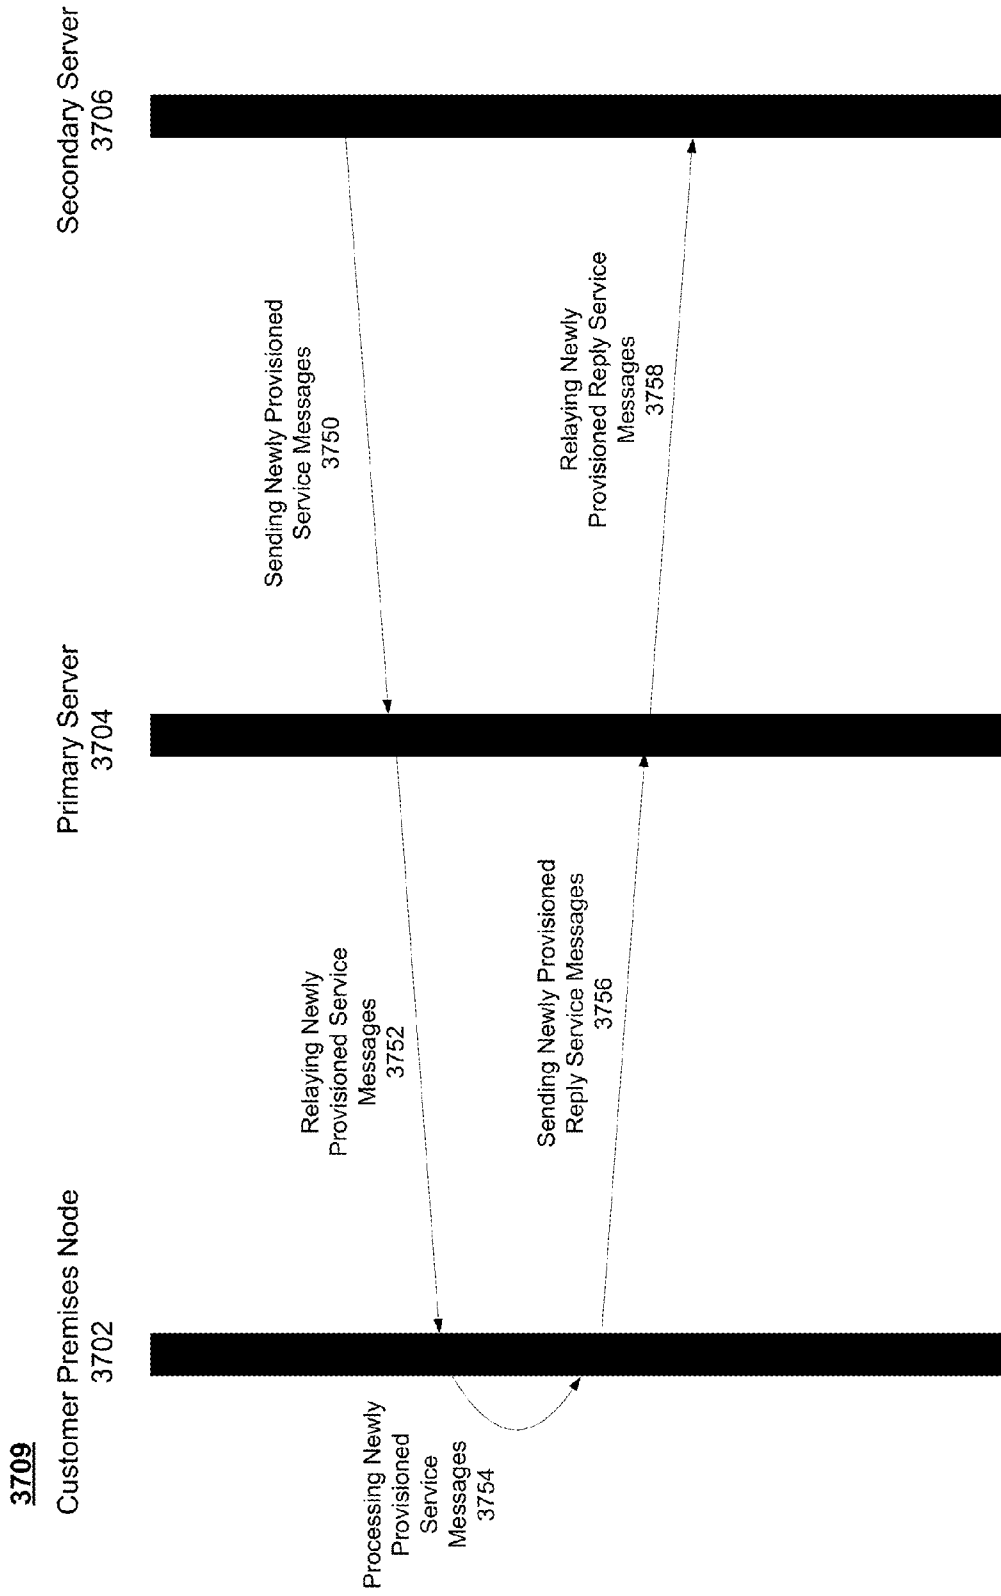 3709
Customer Premises Node
3702
Primary Server
3704
Secondary Server
3706
Sending Newly Provisioned
Service Messages
3750
Relaying Newly
Provisioned Service
Messages
3752
Processing Newly
Provisioned
Service
Messages
3754
Sending Newly Provisioned
Reply Service Messages
3756
Relaying Newly
Provisioned Reply Service
Messages
3758